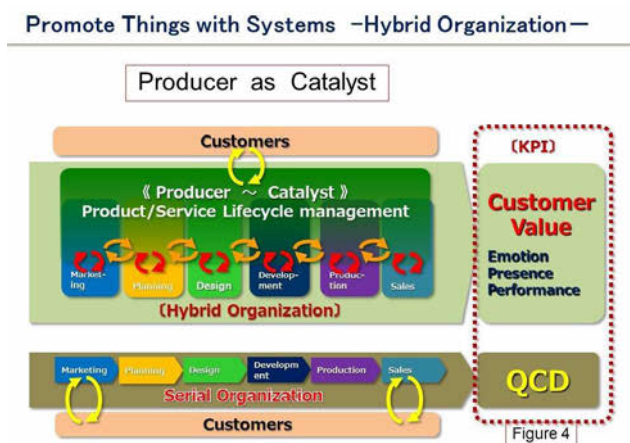 Promote Things with Systems －Hybrid Organization－
Producer as Catalyst
Customers
《 Producer ～ Catalyst 》
Product/Service Lifecycle management
Market-
ing
Planning
Design
Develop-
ment
Produc-
tion
Sales
〔Hybrid Organization〕
〔KPI〕
Customer
Value
Emotion
Presence
Performance
Marketing
Planning
Design
Developm
ent
Production
Sales
Serial Organization
Customers
QCD
Figure 4